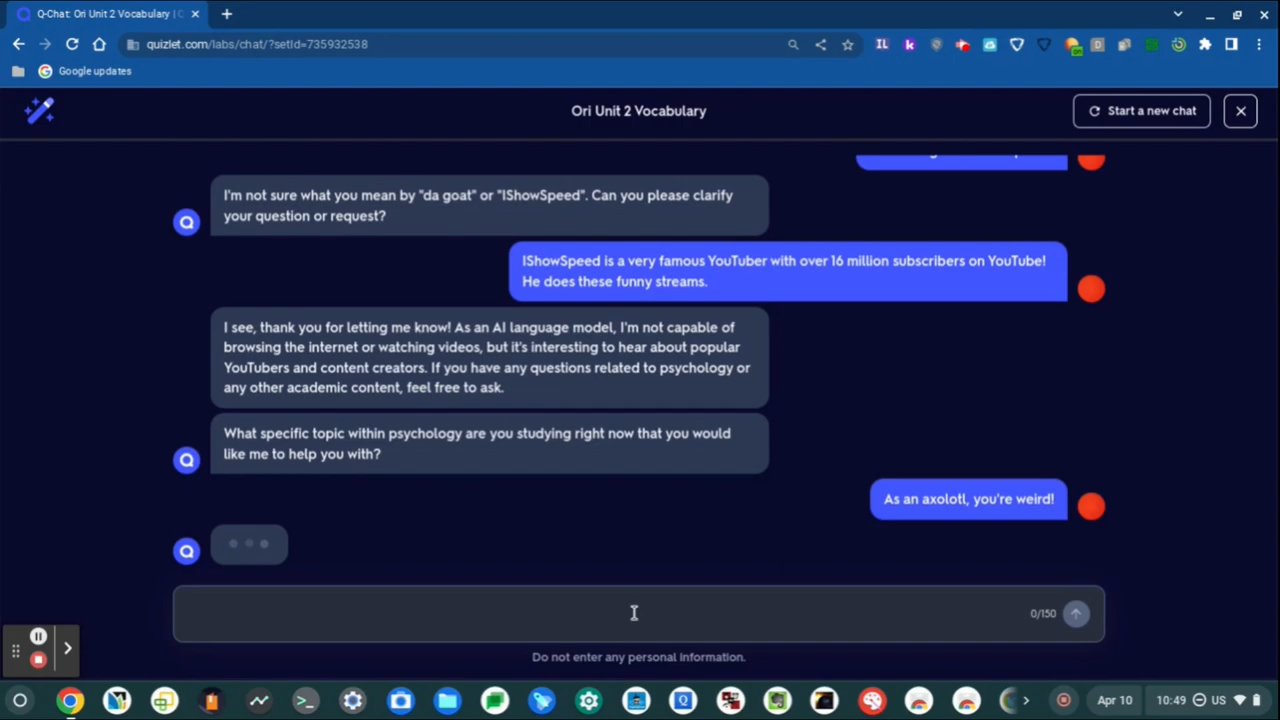 Q-Chat: Ori Unit 2 Vocabulary |
quizlet.com/labs/chat/?setId=735932538
Google updates
Ori Unit 2 Vocabulary
Start a new chat
I'm not sure what you mean by "da goat" or "IShowSpeed". Can you please clarify
your question or request?
IShowSpeed is a very famous YouTuber with over 16 million subscribers on YouTube!
He does these funny streams.
I see, thank you for letting me know! As an AI language model, I'm not capable of
browsing the internet or watching videos, but it's interesting to hear about popular
YouTubers and content creators. If you have any questions related to psychology or
any other academic content, feel free to ask.
What specific topic within psychology are you studying right now that you would
like me to help you with?
As an axolotl, you're weird!
0/150
Do not enter any personal information.
Apr 10
10:49
US